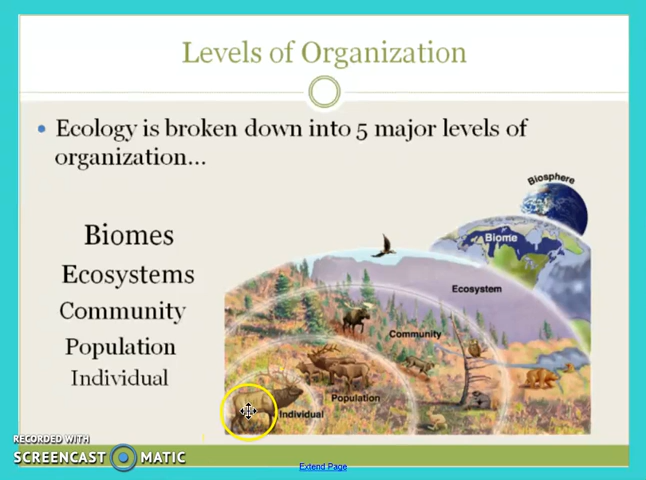 Levels of Organization
Ecology is broken down into 5 major levels of
organization...
Biomes
Ecosystems
Community
Population
Individual
Biosphere
Biome
Ecosystem
Community
Population
Individual
RECORDED WITH
SCREENCAST MATIC
Extend Page